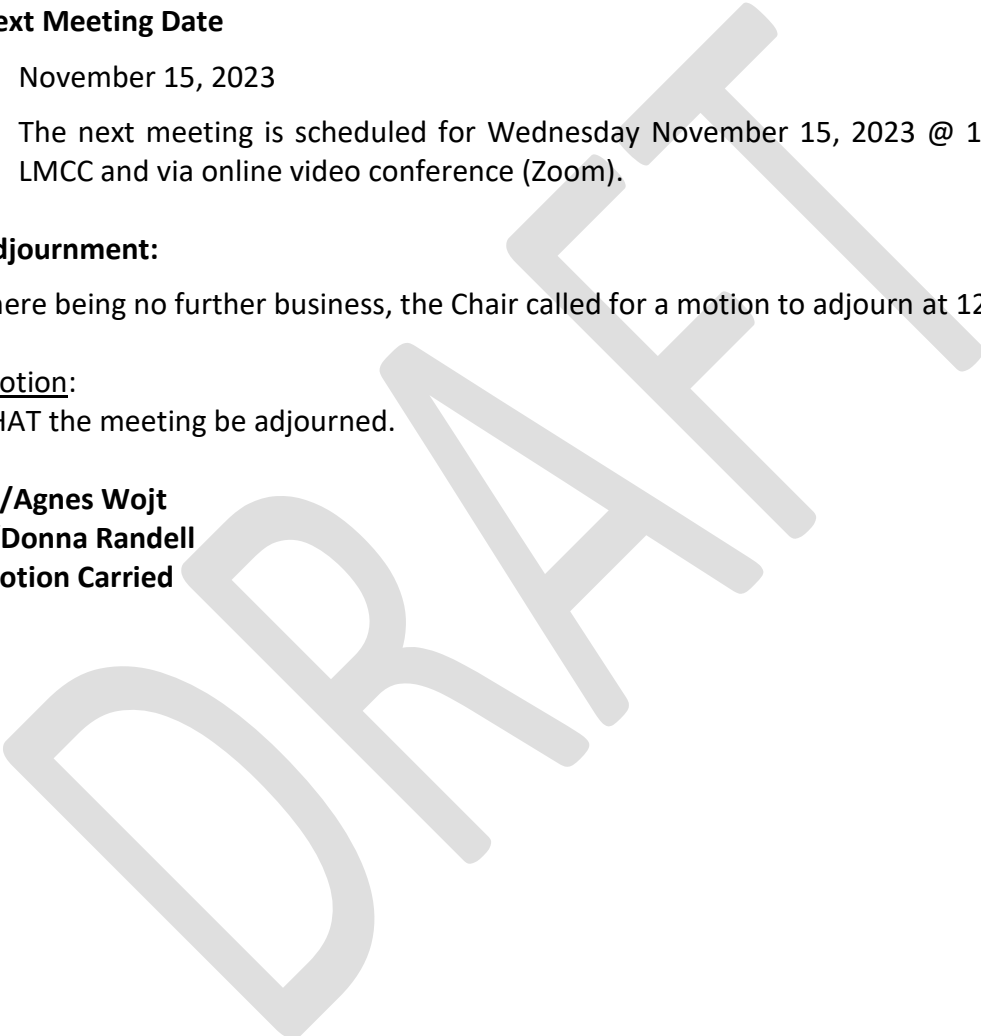 ext Meeting Date
November 15, 2023
The next meeting is scheduled for Wednesday November 15, 2023 @ 1
LMCC and via online video conference (Zoom).
djournment:
ere being no further business, the Chair called for a motion to adjourn at 12
otion:
HAT the meeting be adjourned.
/Agnes Wojt
Donna Randell
otion Carried
DRAFT